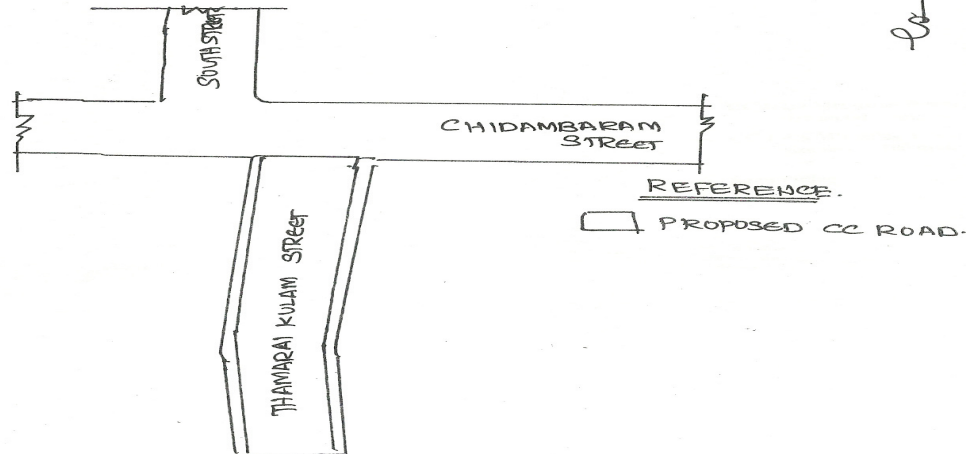 SOUTH STREET
CHIDAMBARAM
STREET
REFERENCE.
PROPOSED CC ROAD.
THAMARAI KULAM STREET